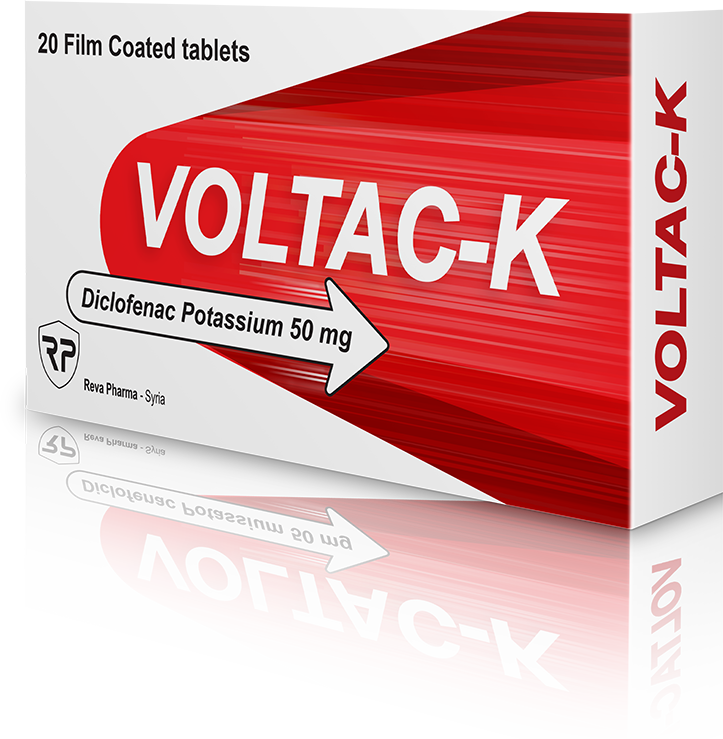 20 Film Coated tablets
VOLTAC-K
Diclofenac Potassium 50 mg
RP
Reva Pharma - Syria
VOLTAC-K